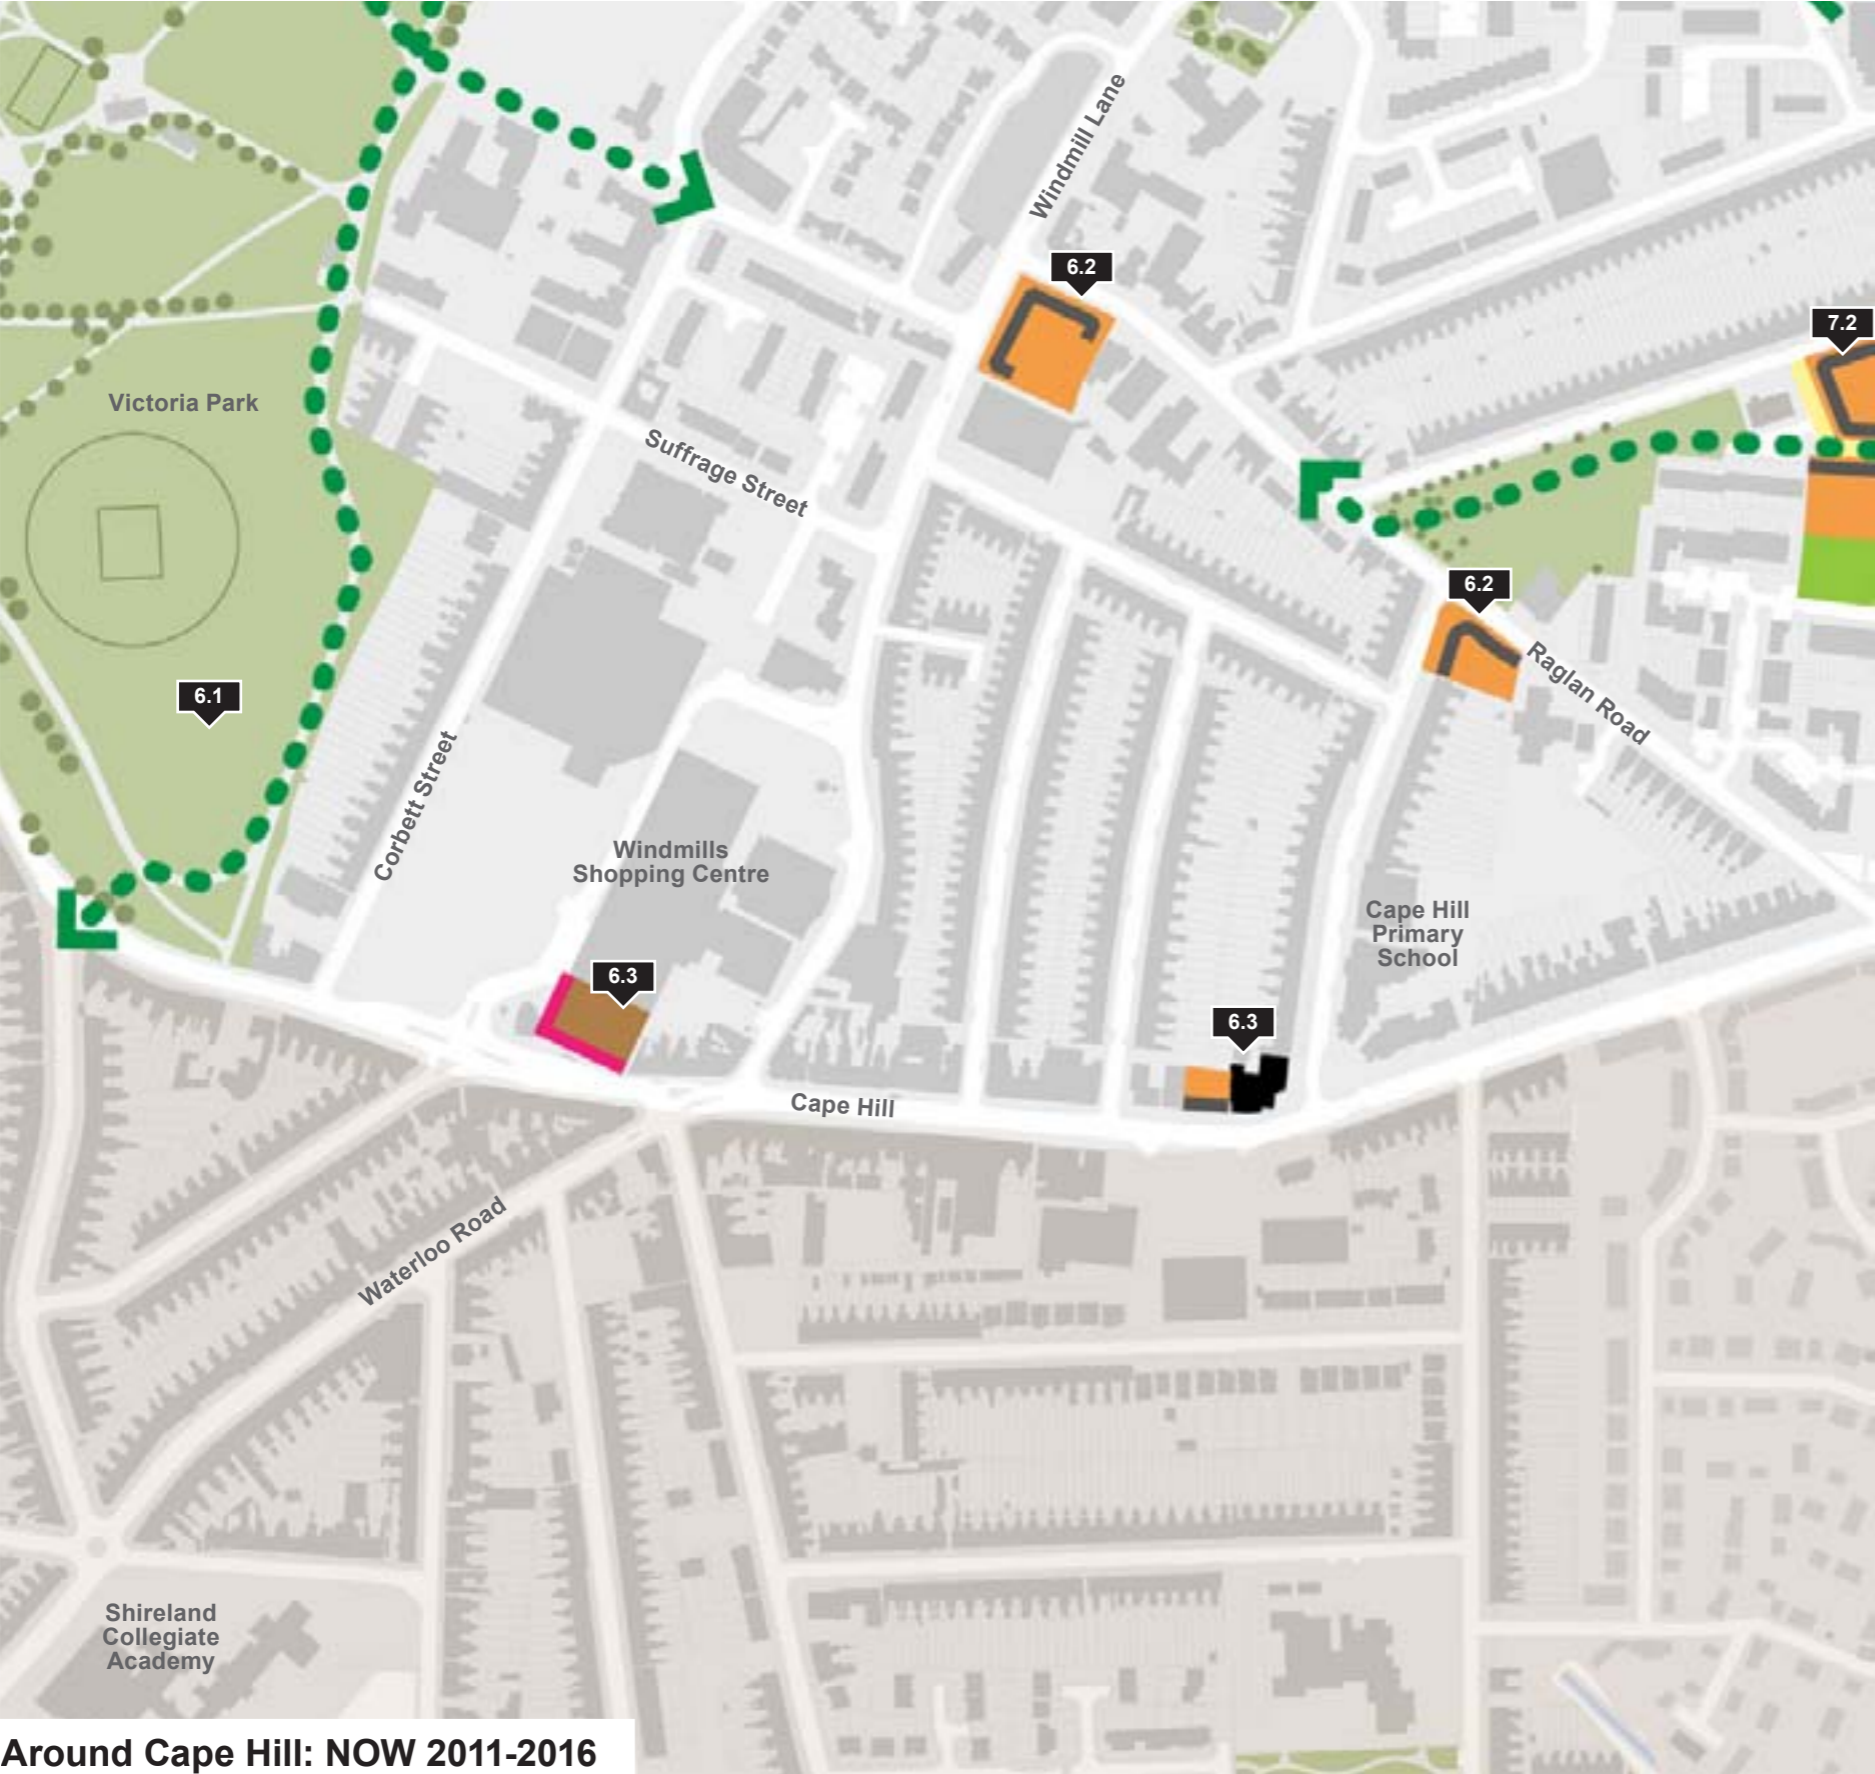 Windmill Lane
6.2
7.2
Victoria Park
Suffrage Street
6.2
Raglan Road
6.1
Corbett Street
Windmills
Shopping Centre
Cape Hill
Primary
School
6.3
6.3
Cape Hill
Waterloo Road
Shireland
Collegiate
Academy
Around Cape Hill: NOW 2011-2016